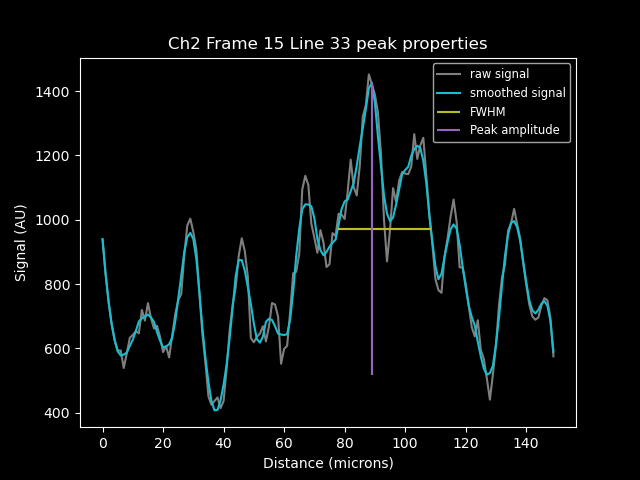 Ch2 Frame 15 Line 33 peak properties
raw signal
smoothed signal
FWHM
Peak amplitude
Signal (AU)
1400
1200
1000
800
600
400
0 20 40 60 80 100 120 140
Distance (microns)